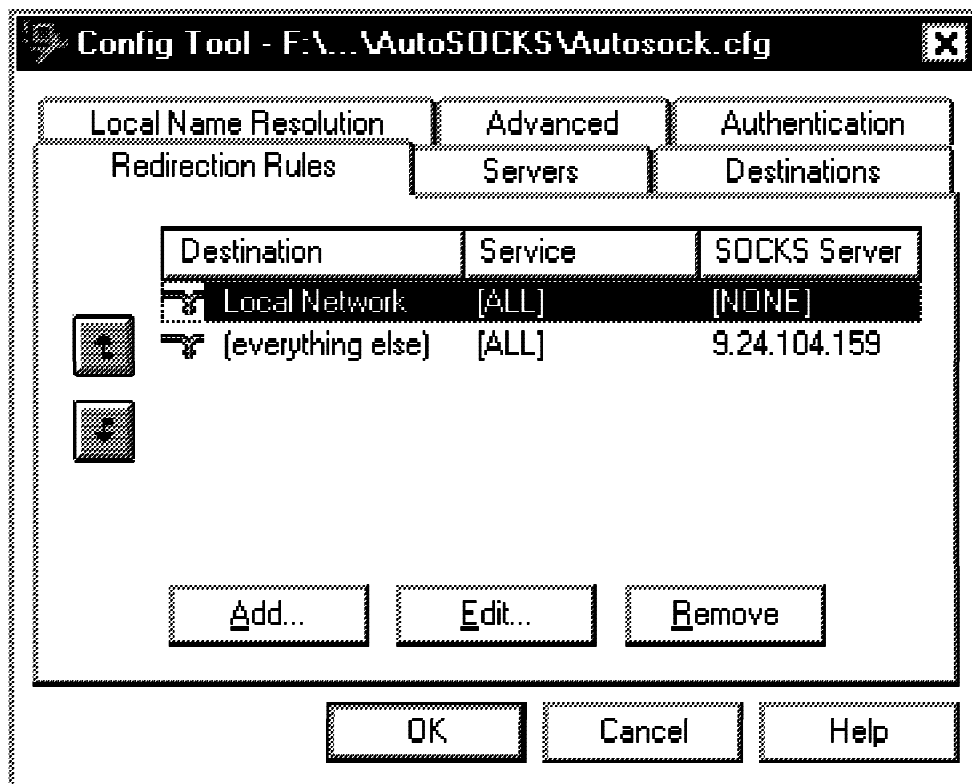 Config Tool - F:\...\AutoSOCKS\Autosock.cfg
Local Name Resolution Advanced Authentication
Redirection Rules Servers Destinations
Destination Service SOCKS Server
Local Network [ALL] [NONE]
(everything else) [ALL] 9.24.104.159
Add... Edit... Remove
OK Cancel Help